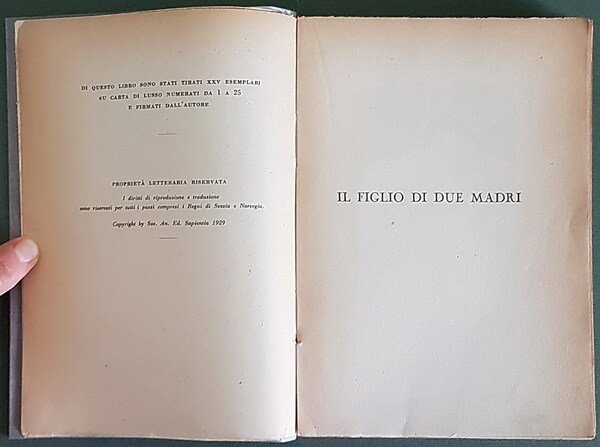 DI QUESTO LIBRO SONO STATI TIRATI XXV ESEMPLARI
SU CARTA DI LUSSO NUMERATI DA 1 A 25
E FIRMATI DALL'AUTORE
PROPRIETÀ LETTERARIA RISERVATA
I diritti di riproduzione e traduzione
sono riservati per tutti i paesi compresi i Regni di Svezia e Norvegia.
Copyright by Soc. An. Ed. Sapientia 1929
IL FIGLIO DI DUE MADRI